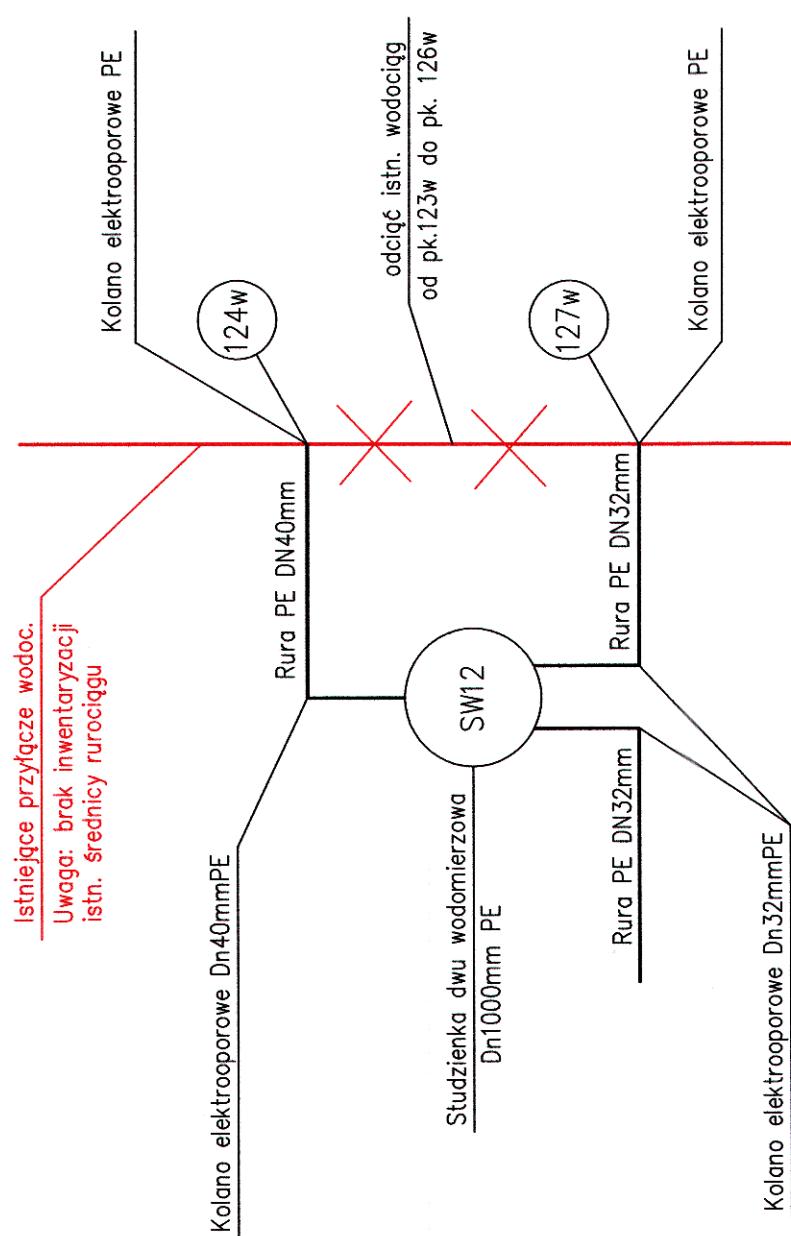 Istniejące przyłącze wodoc.
Uwaga: brak inwentaryzacji
istn. średnicy rurociągu
Kolano elektrooporowe Dn40mmPE
Rura PE DN40mm
Kolano elektrooporowe PE
124w
odciąć istn. wodociąg
od pk.123w do pk. 126w
SW12
Studzienka dwu wodomierzowa
Dn1000mm PE
127w
Rura PE DN32mm
Rura PE DN32mm
Kolano elektrooporowe PE
Kolano elektrooporowe Dn32mmPE